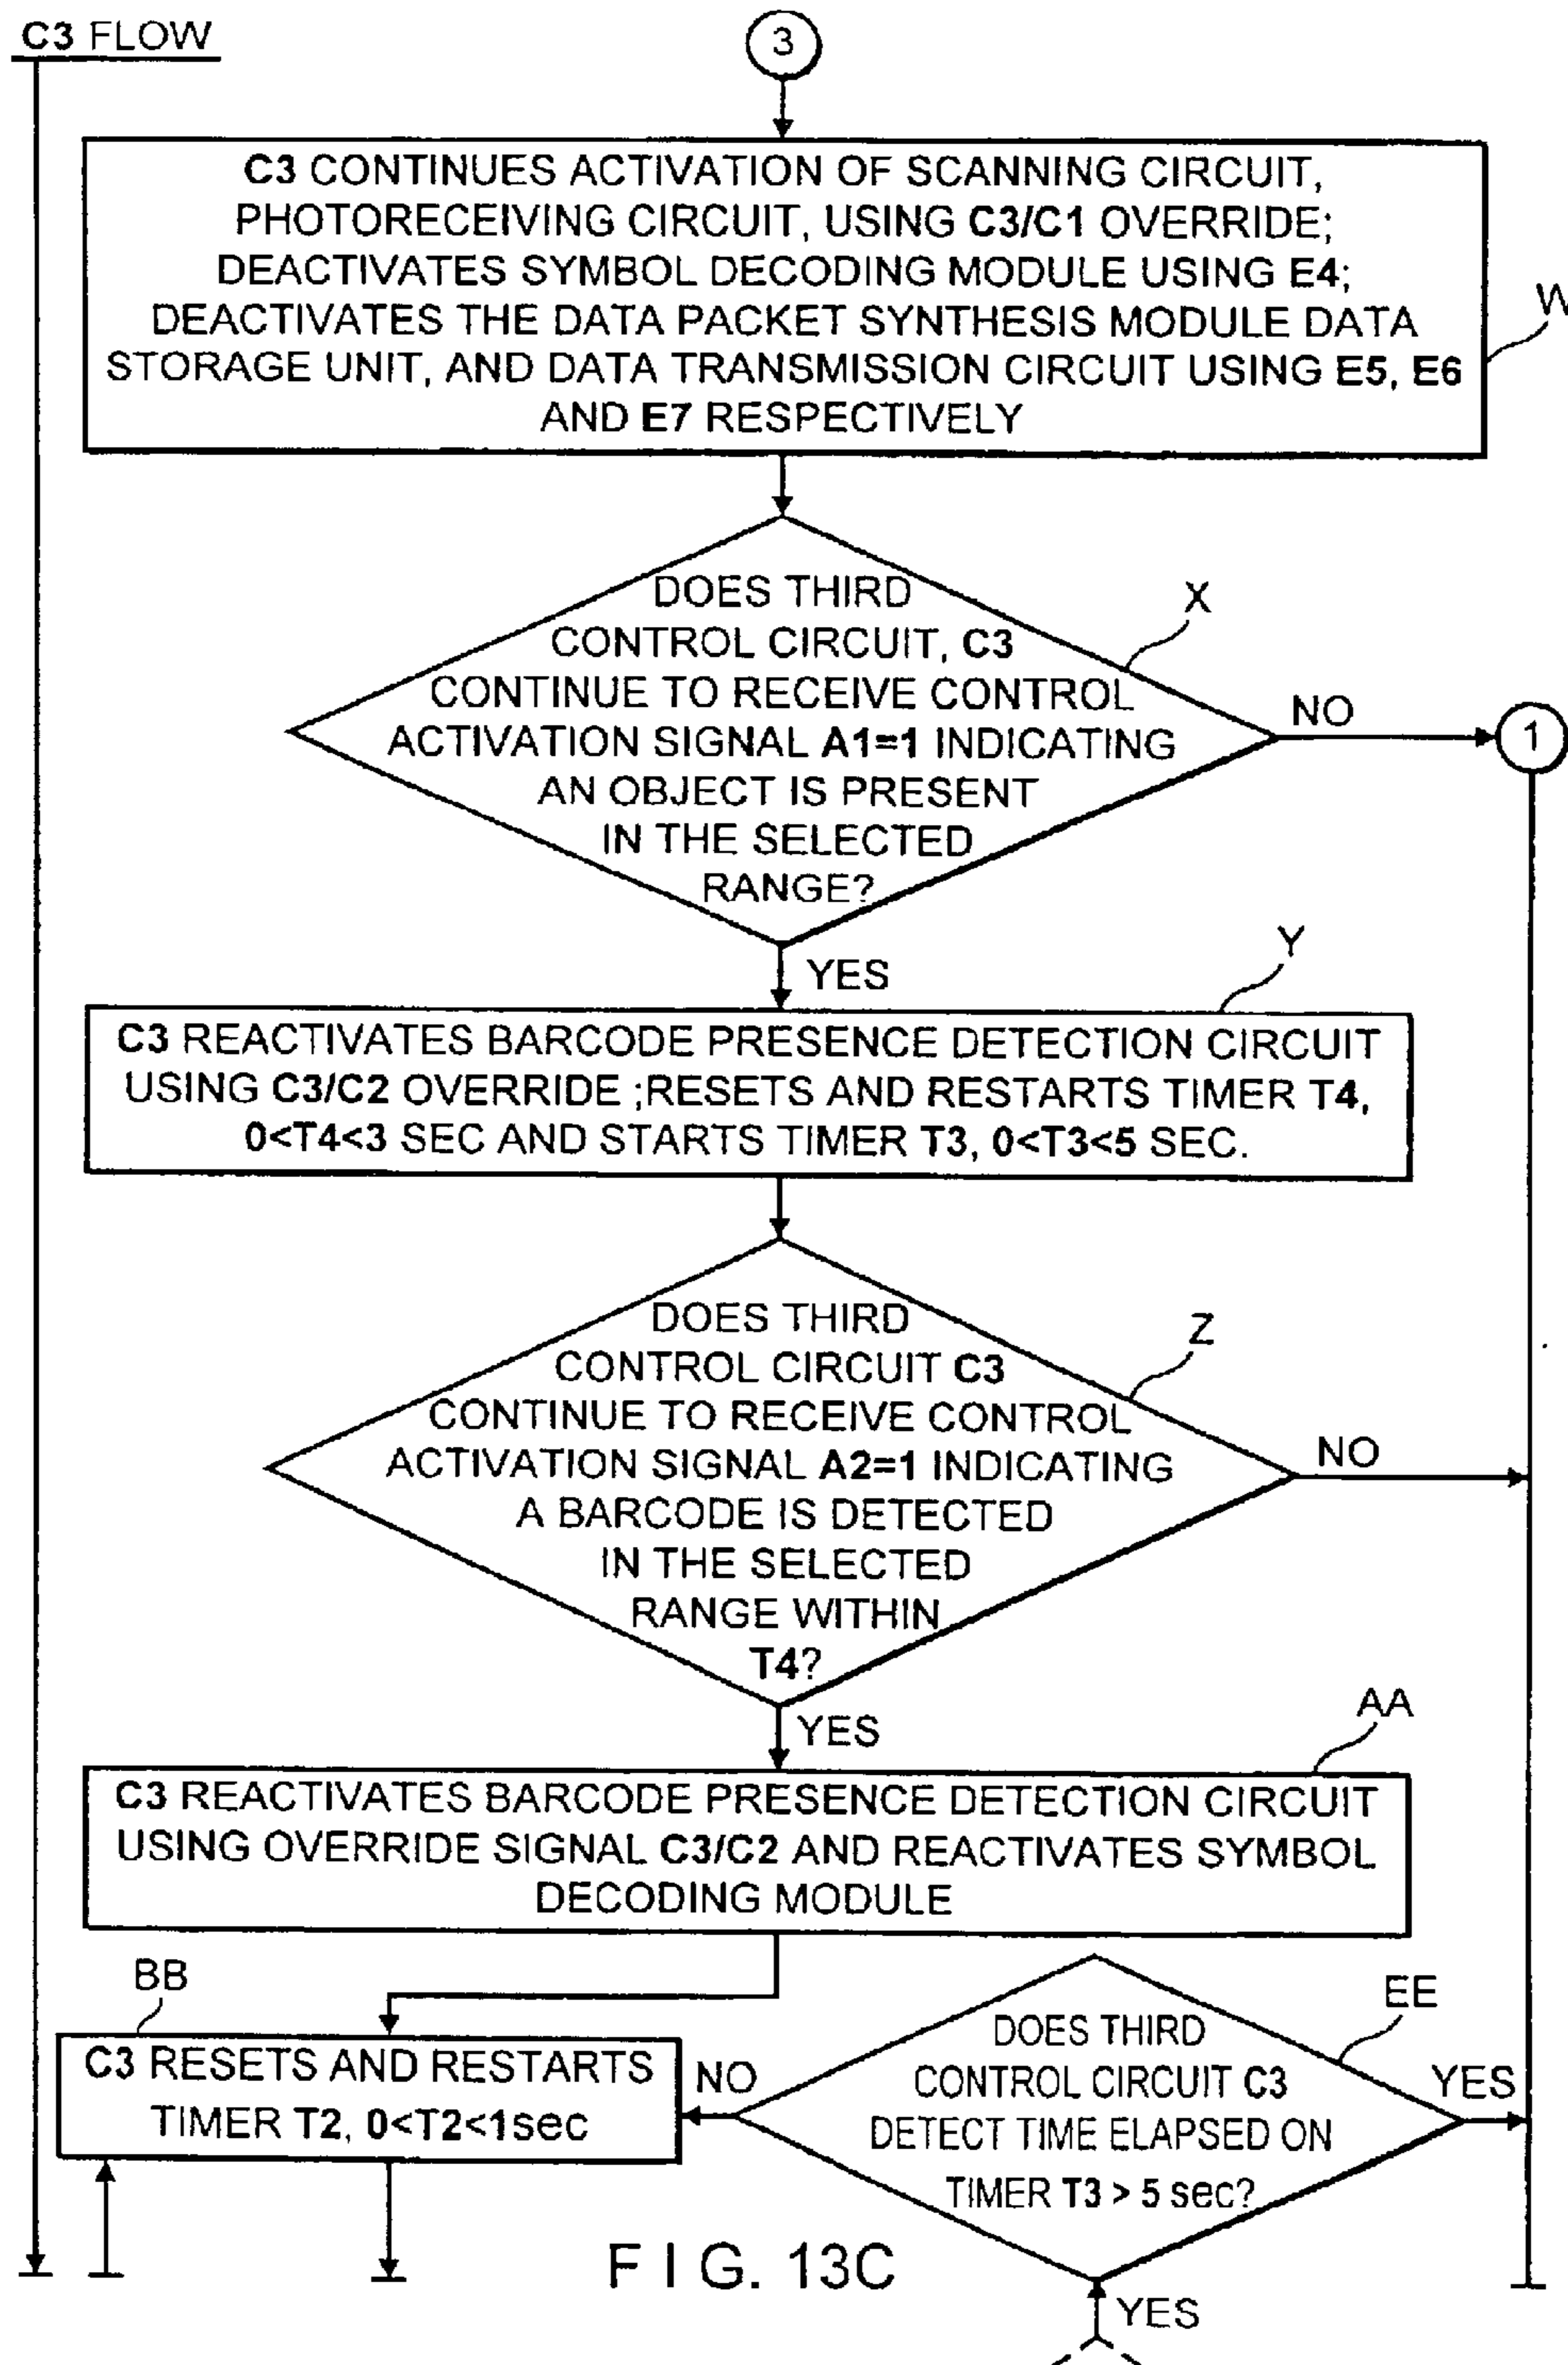 C3 FLOW
3
C3 CONTINUES ACTIVATION OF SCANNING CIRCUIT,
PHOTORECEIVING CIRCUIT, USING C3/C1 OVERRIDE;
DEACTIVATES SYMBOL DECODING MODULE USING E4;
DEACTIVATES THE DATA PACKET SYNTHESIS MODULE DATA
STORAGE UNIT, AND DATA TRANSMISSION CIRCUIT USING E5, E6
AND E7 RESPECTIVELY
W
DOES THIRD
CONTROL CIRCUIT, C3
CONTINUE TO RECEIVE CONTROL
ACTIVATION SIGNAL A1=1 INDICATING
AN OBJECT IS PRESENT
IN THE SELECTED
RANGE?
X
NO
1
YES
Y
C3 REACTIVATES BARCODE PRESENCE DETECTION CIRCUIT
USING C3/C2 OVERRIDE ;RESETS AND RESTARTS TIMER T4,
0<T4<3 SEC AND STARTS TIMER T3, 0<T3<5 SEC.
DOES THIRD
CONTROL CIRCUIT C3
CONTINUE TO RECEIVE CONTROL
ACTIVATION SIGNAL A2=1 INDICATING
A BARCODE IS DETECTED
IN THE SELECTED
RANGE WITHIN
T4?
Z
NO
YES
AA
C3 REACTIVATES BARCODE PRESENCE DETECTION CIRCUIT
USING OVERRIDE SIGNAL C3/C2 AND REACTIVATES SYMBOL
DECODING MODULE
BB
C3 RESETS AND RESTARTS
TIMER T2, 0<T2<1sec
NO
DOES THIRD
CONTROL CIRCUIT C3
DETECT TIME ELAPSED ON
TIMER T3 > 5 sec?
EE
YES
YES
FIG. 13C